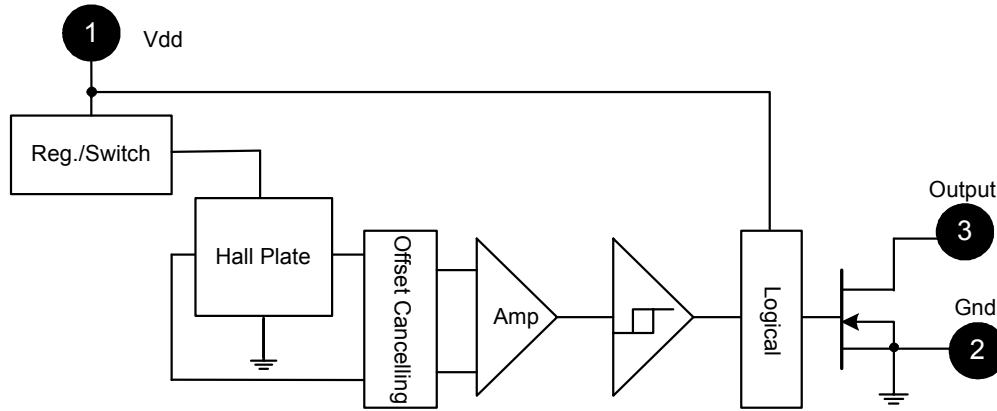 1
Vdd
Reg./Switch
Output
3
Hall Plate
Offset Cancelling
Amp
Logical
Gnd
2